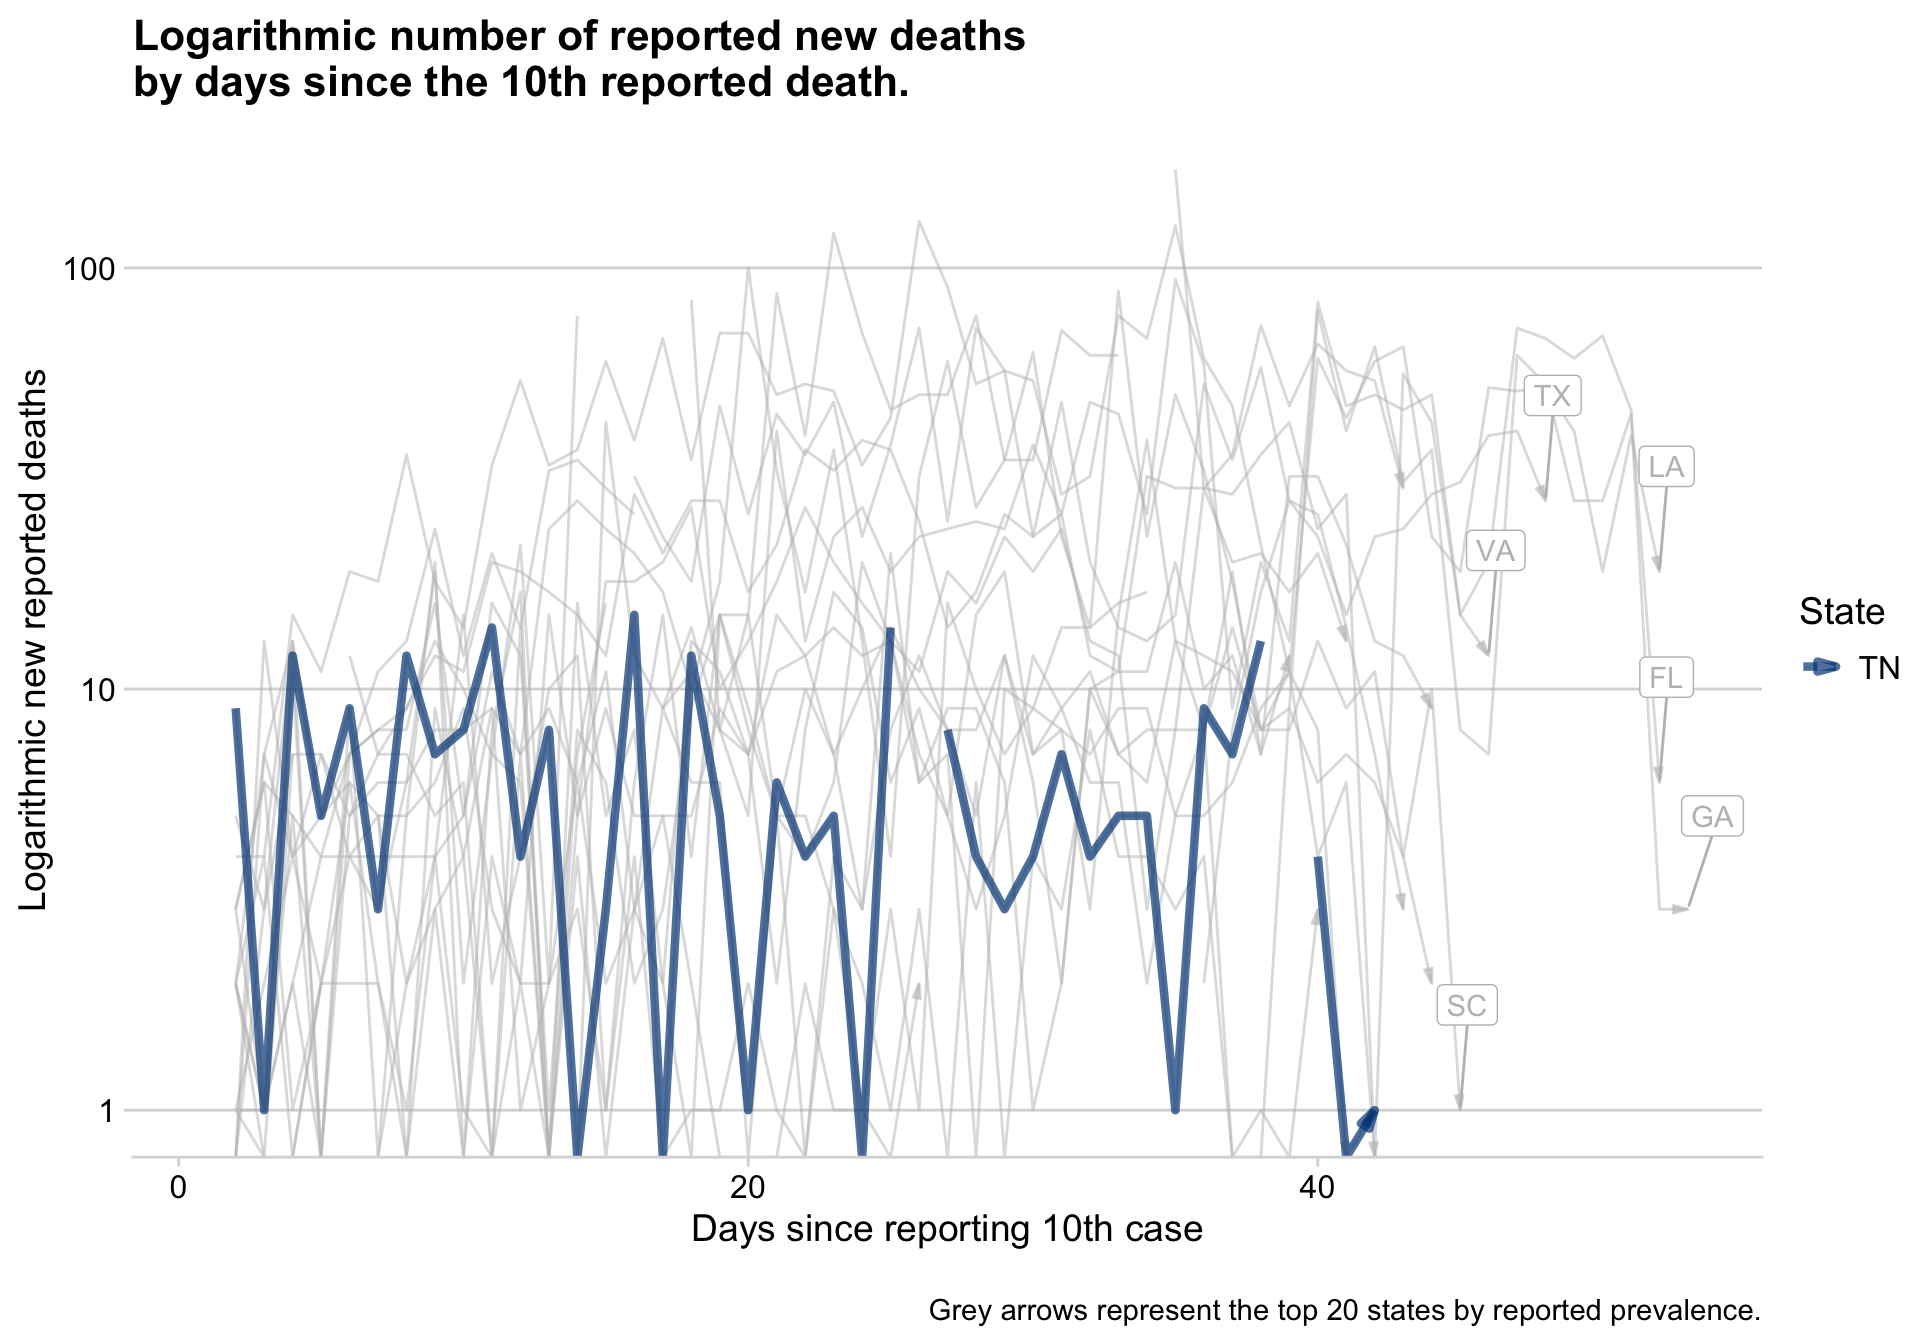 Logarithmic number of reported new deaths
by days since the 10th reported death.
Logarithmic new reported deaths
100
10
1
TX
LA
VA
FL
GA
SC
State
TN
0
20
40
Days since reporting 10th case
Grey arrows represent the top 20 states by reported prevalence.